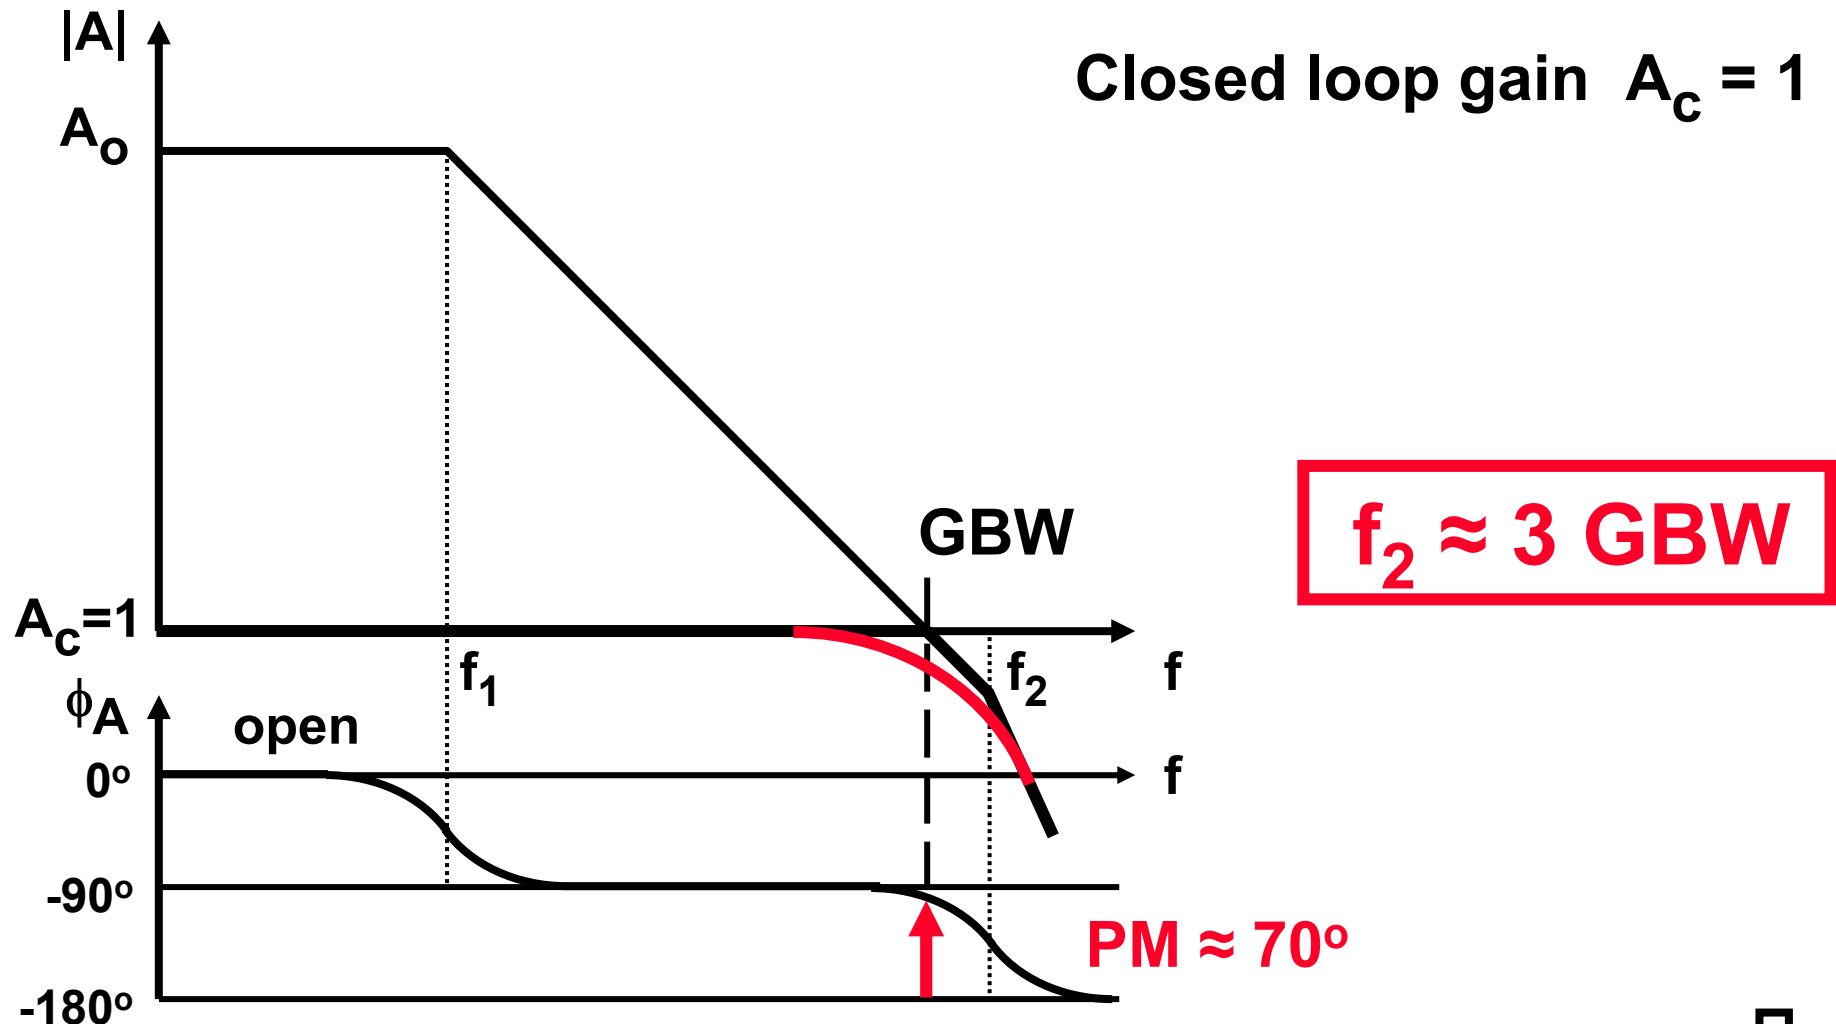 |A|
Closed loop gain A_c = 1
A_o
GBW
f_2 ≈ 3 GBW
A_c=1
f_1
f_2
f
ϕ_A
open
0°
f
-90°
PM ≈ 70°
-180°